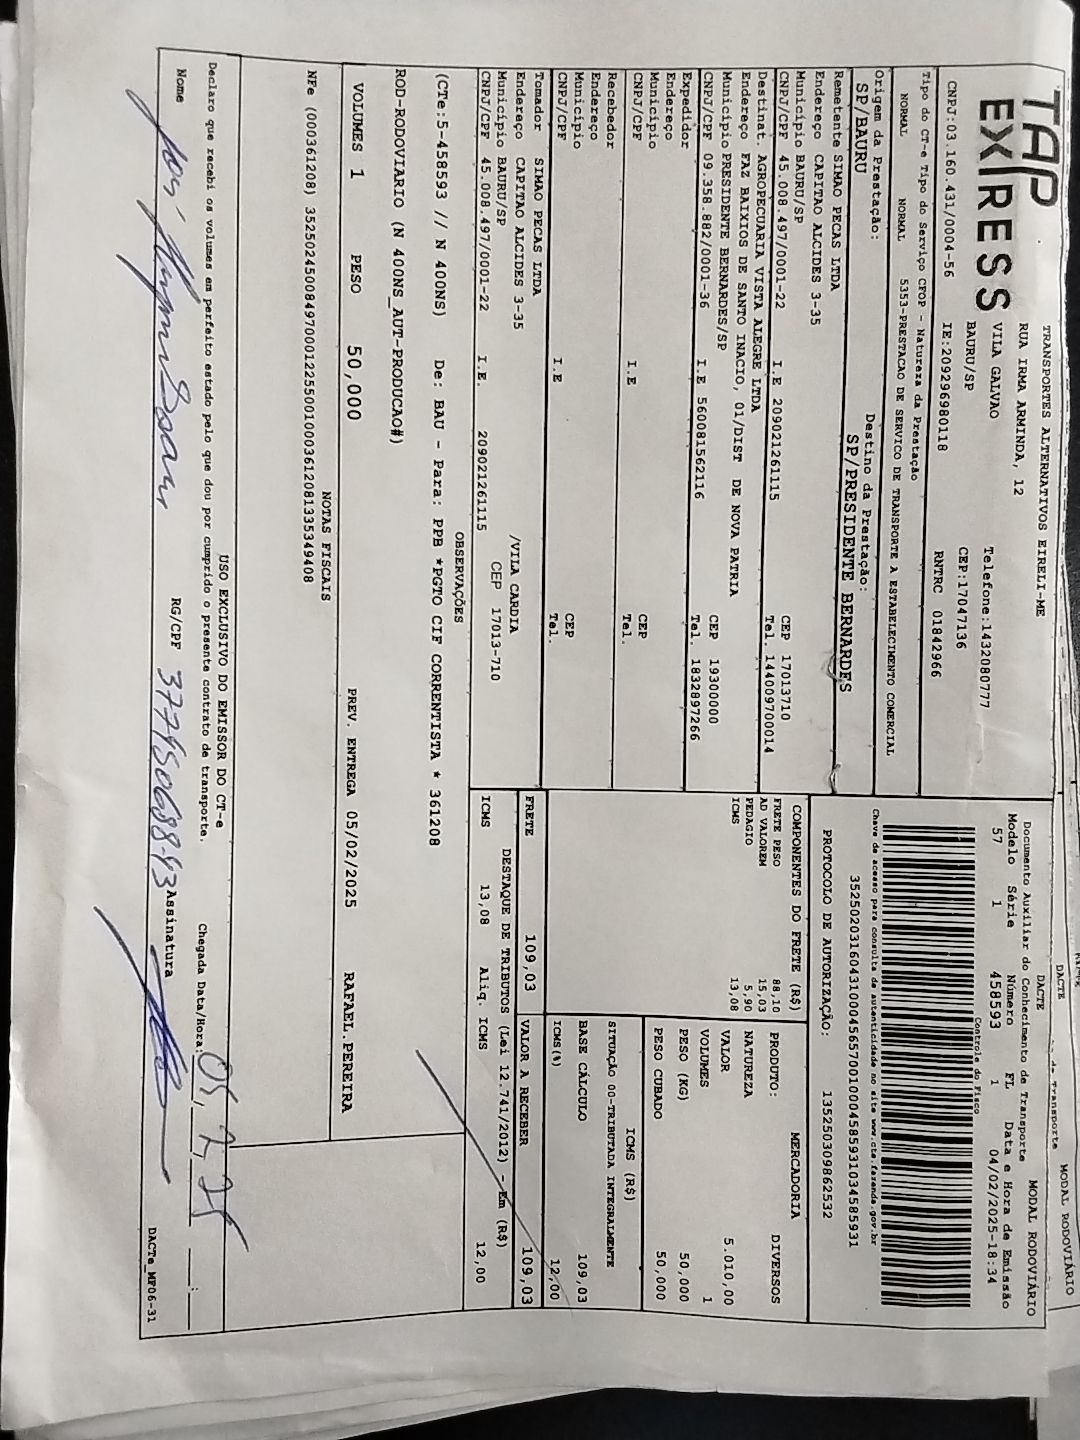 TAP
EXPRESS
TRANSPORTES ALTERNATIVOS EIRELI-ME
RUA IRMA ARMINDA, 12
VILA GALVAO
BAURU/SP
Telefone:1432080777
CEP:17047136
CNPJ:03.160.431/0004-56 IE:209296980118 RNTRC 01842966
Tipo do CT-e Tipo do Serviço CFOP - Natureza da Prestação
NORMAL NORMAL 5353-PRESTACAO DE SERVICO DE TRANSPORTE A ESTABELECIMENTO COMERCIAL
Origem da Prestação: Destino da Prestação:
SP/BAURU SP/PRESIDENTE BERNARDES
DACTE
DACTE MODAL RODOVIÁRIO
Documento Auxiliar do Conhecimento de Transporte
Modelo Série Número FL Data e Hora de Emissão
57 1 458593 1 04/02/2025-18:34
Controle do Fisco
Chave de acesso para consulta de autenticidade no site www.cte.fazenda.gov.br
35250203160431000456570010004585931034585931
PROTOCOLO DE AUTORIZAÇÃO: 135250309862532
Remetente SIMAO PECAS LTDA
Endereço CAPITAO ALCIDES 3-35
Município BAURU/SP CEP 17013710
CNPJ/CPF 45.008.497/0001-22 I.E 209021261115 Tel. 144009700014
Destinat. AGROPECUARIA VISTA ALEGRE LTDA
Endereço FAZ BAIXIOS DE SANTO INACIO, 01/DIST DE NOVA PATRIA
Município PRESIDENTE BERNARDES/SP CEP 19300000
CNPJ/CPF 09.358.882/0001-36 I.E 560081562116 Tel. 1832897266
Expedidor
Endereço
Município CEP
CNPJ/CPF I.E Tel.
Recebedor
Endereço
Município CEP
CNPJ/CPF I.E Tel.
Tomador SIMAO PECAS LTDA
Endereço CAPITAO ALCIDES 3-35 /VILA CARDIA
Município BAURU/SP CEP 17013-710
CNPJ/CPF 45.008.497/0001-22 I.E 209021261115
COMPONENTES DO FRETE (R$)
FRETE PESO 88,10
AD VALOREM 15,03
PEDAGIO 5,90
ICMS 13,08
MERCADORIA
PRODUTO: DIVERSOS
NATUREZA
VALOR 5.010,00
VOLUMES 1
PESO (KG) 50,000
PESO CUBADO 50,000
ICMS (R$)
SITUAÇÃO 00-TRIBUTADA INTEGRALMENTE
BASE CÁLCULO 109,03
ICMS(%) 12,00
FRETE 109,03 VALOR A RECEBER 109,03
DESTAQUE DE TRIBUTOS (Lei 12.741/2012) - Em (R$)
ICMS 13,08 Aliq. ICMS 12,00
OBSERVAÇÕES
(CTe:5-458593 // N 400NS) De: BAU - Para: PPB *PGTO CIF CORRENTISTA * 361208
ROD-RODOVIARIO (N 400NS_AUT-PRODUCAO#)
VOLUMES 1 PESO 50,000 PREV. ENTREGA 05/02/2025 RAFAEL.PEREIRA
NOTAS FISCAIS
NFe (000361208) 35250245008497000122550010003612081335349408
USO EXCLUSIVO DO EMISSOR DO CT-e
Declaro que recebi os volumes em perfeito estado pelo que dou por cumprido o presente contrato de transporte. Chegada Data/Hora: 05, 2, 25 :
Nome RG/CPF 377450688-43 Assinatura
DACTe_MF06-31